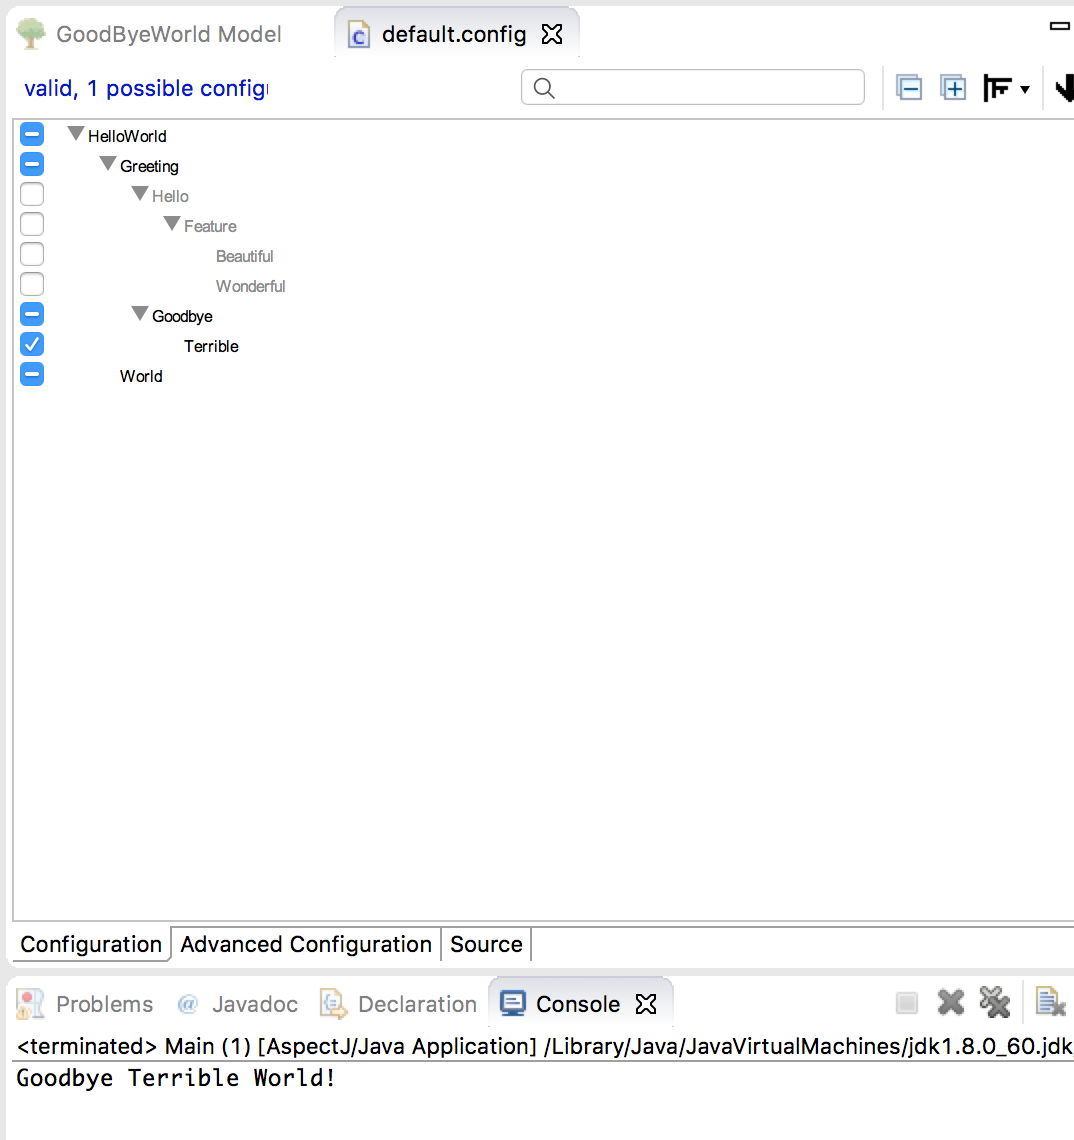 GoodByeWorld Model
default.config
valid, 1 possible config
HelloWorld
Greeting
Hello
Feature
Beautiful
Wonderful
Goodbye
Terrible
World
Configuration
Advanced Configuration
Source
Problems
@ Javadoc
Declaration
Console
<terminated> Main (1) [AspectJ/Java Application] /Library/Java/JavaVirtualMachines/jdk1.8.0_60.jdk
Goodbye Terrible World!